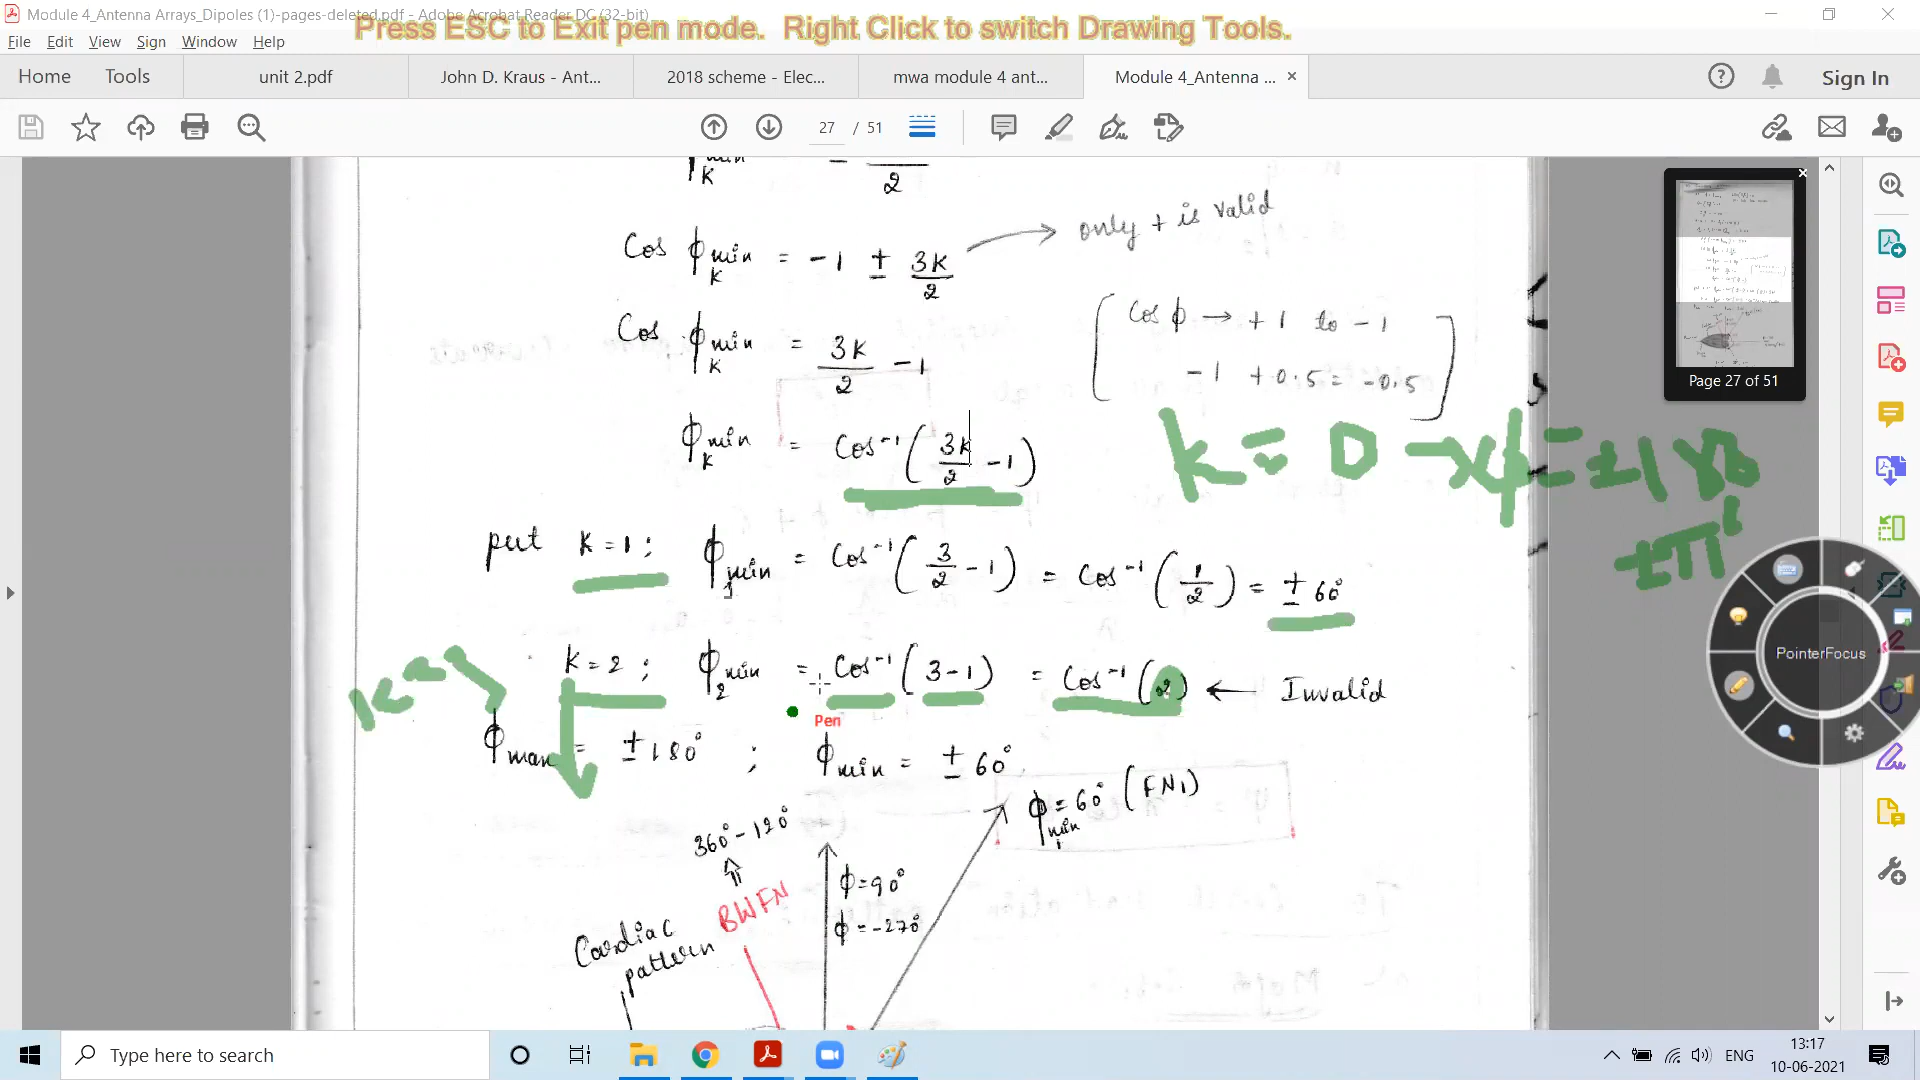 Module 4_Antenna Arrays_Dipoles (1)-pages-deleted.pdf - Adobe Acrobat Reader DC (32-bit)
Press ESC to Exit pen mode. Right Click to switch Drawing Tools.
File Edit View Sign Window Help
Home Tools unit 2.pdf John D. Kraus - Ant... 2018 scheme - Elec... mwa module 4 ant... Module 4_Antenna ... × Sign In
27 / 51
min
K = 2
Cos ϕmin K = -1 ± 3K/2 → only + is valid
Cos ϕmin K = 3K/2 - 1
[Cos ϕ → +1 to -1
-1 + 0.5 = -0.5]
ϕmin K = Cos⁻¹(3K/2 - 1)
k = 0 → ϕ = ±180
±π
put K=1; ϕmin 1 = Cos⁻¹(3/2 - 1) = Cos⁻¹(1/2) = ± 60°
K=2; ϕmin 2 = Cos⁻¹(3-1) = Cos⁻¹(2) ← Invalid
K
Pen
ϕmax = ±180° ; ϕmin = ± 60°
ϕmin 1 = 60° (FN1)
360° - 120°
⇑
BWFN
ϕ=90°
ϕ=-270°
Cardiac
pattern
Page 27 of 51
PointerFocus
Type here to search
ENG
13:17
10-06-2021